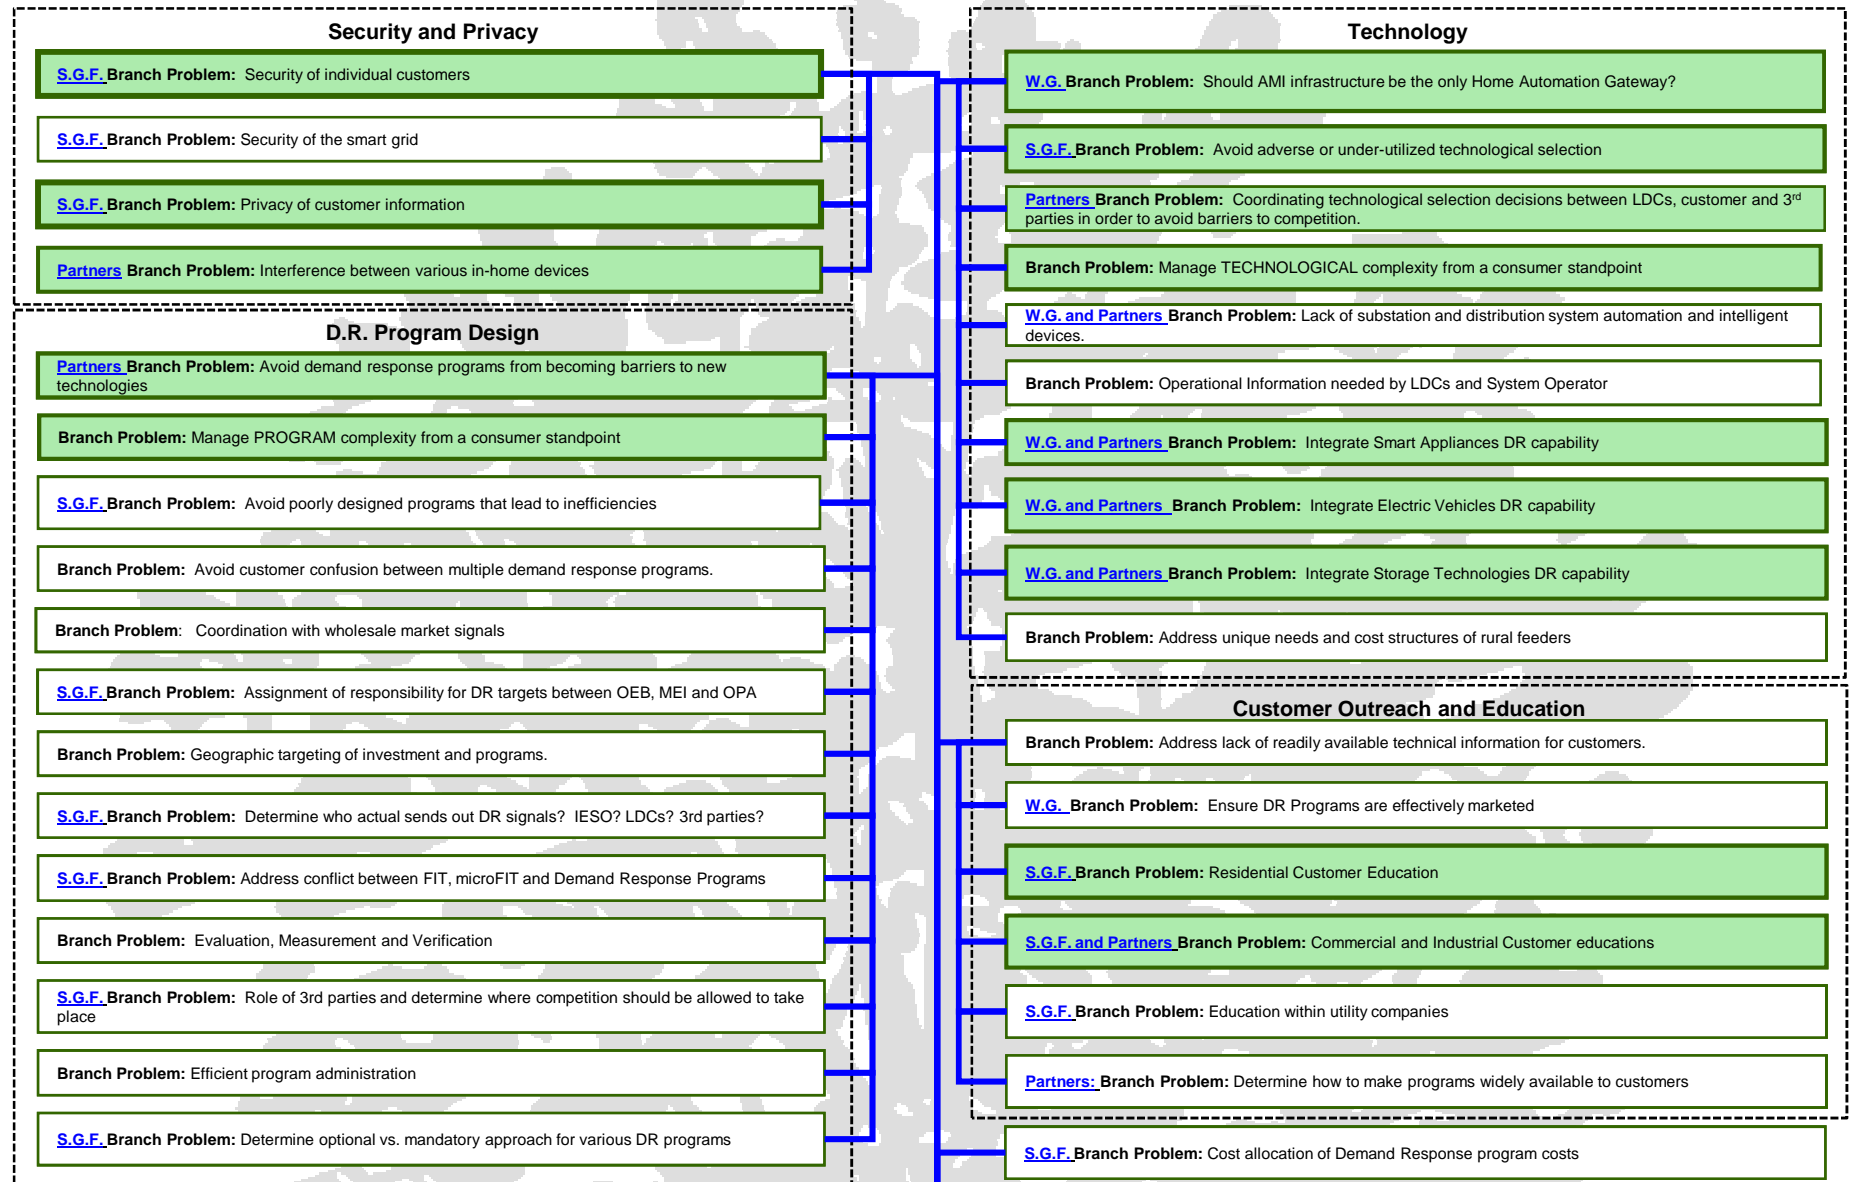 Security and Privacy
S.G.F. Branch Problem: Security of individual customers
S.G.F. Branch Problem: Security of the smart grid
S.G.F. Branch Problem: Privacy of customer information
Partners Branch Problem: Interference between various in-home devices
D.R. Program Design
Partners Branch Problem: Avoid demand response programs from becoming barriers to new
technologies
Branch Problem: Manage PROGRAM complexity from a consumer standpoint
S.G.F. Branch Problem: Avoid poorly designed programs that lead to inefficiencies
Branch Problem: Avoid customer confusion between multiple demand response programs.
Branch Problem: Coordination with wholesale market signals
S.G.F. Branch Problem: Assignment of responsibility for DR targets between OEB, MEI and OPA
Branch Problem: Geographic targeting of investment and programs.
S.G.F. Branch Problem: Determine who actual sends out DR signals? IESO? LDCs? 3rd parties?
S.G.F. Branch Problem: Address conflict between FIT, microFIT and Demand Response Programs
Branch Problem: Evaluation, Measurement and Verification
S.G.F. Branch Problem: Role of 3rd parties and determine where competition should be allowed to take
place
Branch Problem: Efficient program administration
S.G.F. Branch Problem: Determine optional vs. mandatory approach for various DR programs
Technology
W.G. Branch Problem: Should AMI infrastructure be the only Home Automation Gateway?
S.G.F. Branch Problem: Avoid adverse or under-utilized technological selection
Partners Branch Problem: Coordinating technological selection decisions between LDCs, customer and 3rd
parties in order to avoid barriers to competition.
Branch Problem: Manage TECHNOLOGICAL complexity from a consumer standpoint
W.G. and Partners Branch Problem: Lack of substation and distribution system automation and intelligent
devices.
Branch Problem: Operational Information needed by LDCs and System Operator
W.G. and Partners Branch Problem: Integrate Smart Appliances DR capability
W.G. and Partners Branch Problem: Integrate Electric Vehicles DR capability
W.G. and Partners Branch Problem: Integrate Storage Technologies DR capability
Branch Problem: Address unique needs and cost structures of rural feeders
Customer Outreach and Education
Branch Problem: Address lack of readily available technical information for customers.
W.G. Branch Problem: Ensure DR Programs are effectively marketed
S.G.F. Branch Problem: Residential Customer Education
S.G.F. and Partners Branch Problem: Commercial and Industrial Customer educations
S.G.F. Branch Problem: Education within utility companies
Partners: Branch Problem: Determine how to make programs widely available to customers
S.G.F. Branch Problem: Cost allocation of Demand Response program costs